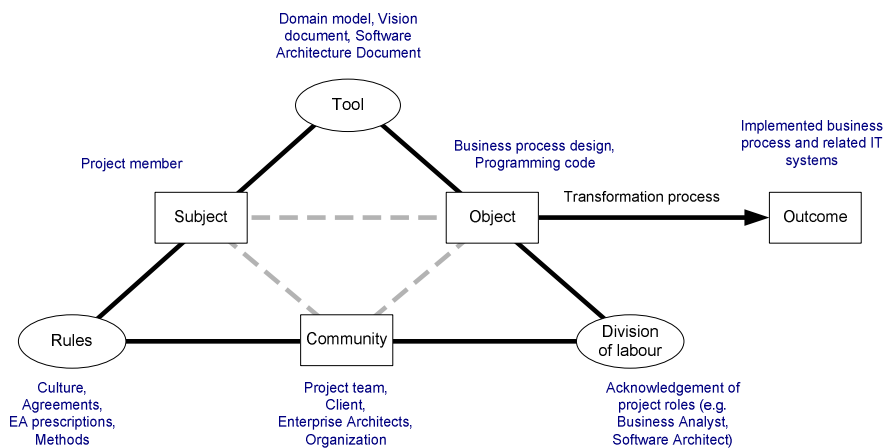 Domain model, Vision
document, Software
Architecture Document
Tool
Project member
Business process design,
Programming code
Implemented business
process and related IT
systems
Subject
Object
Transformation process
Outcome
Rules
Community
Division
of labour
Culture,
Agreements,
EA prescriptions,
Methods
Project team,
Client,
Enterprise Architects,
Organization
Acknowledgement of
project roles (e.g.
Business Analyst,
Software Architect)